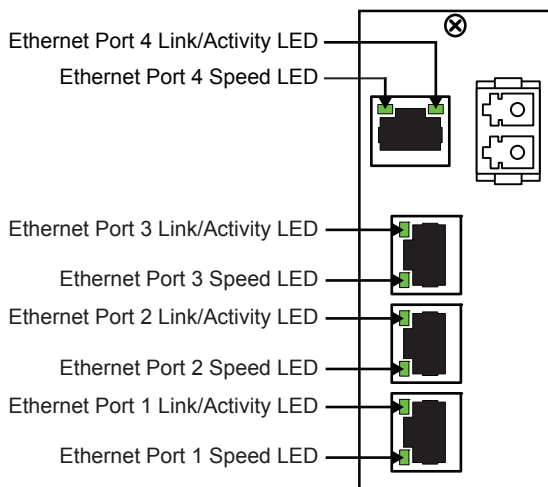 Ethernet Port 4 Link/Activity LED
Ethernet Port 4 Speed LED
Ethernet Port 3 Link/Activity LED
Ethernet Port 3 Speed LED
Ethernet Port 2 Link/Activity LED
Ethernet Port 2 Speed LED
Ethernet Port 1 Link/Activity LED
Ethernet Port 1 Speed LED